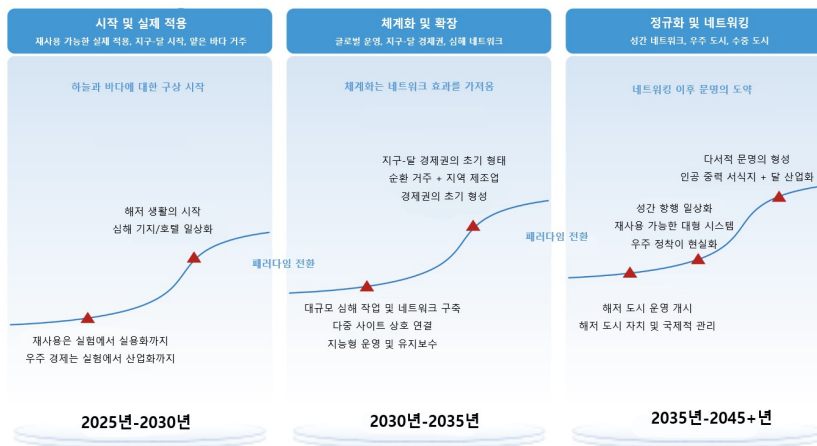 시작 및 실제 적용
재사용 가능한 실제 적용, 지구-달 시작, 얕은 바다 거주
하늘과 바다에 대한 구상 시작
해저 생활의 시작
심해 기지/호텔 일상화
재사용은 실험에서 실용화까지
우주 경제는 실험에서 산업화까지
2025년-2030년
패러다임 전환
체계화 및 확장
글로벌 운영, 지구-달 경제권, 심해 네트워크
체계화는 네트워크 효과를 가져옴
지구-달 경제권의 초기 형태
순환 거주 + 지역 제조업
경제권의 초기 형성
대규모 심해 작업 및 네트워크 구축
다중 사이트 상호 연결
지능형 운영 및 유지보수
2030년-2035년
패러다임 전환
정규화 및 네트워킹
성간 네트워크, 우주 도시, 수중 도시
네트워킹 이후 문명의 도약
다서적 문명의 형성
인공 중력 서식지 + 달 산업화
성간 항행 일상화
재사용 가능한 대형 시스템
우주 정착이 현실화
해저 도시 운영 개시
해저 도시 자치 및 국제적 관리
2035년-2045+년